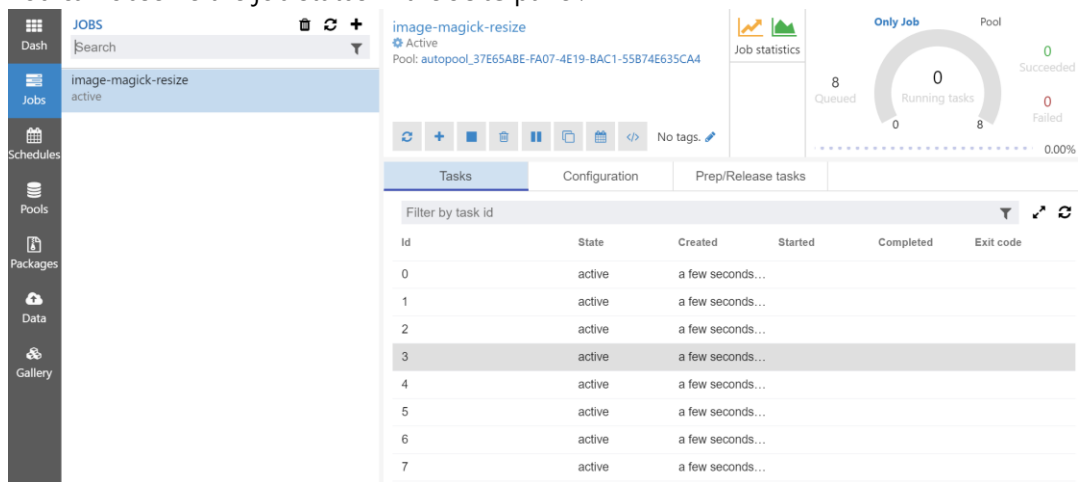 Dash
Jobs
Schedules
Pools
Packages
Data
Gallery
JOBS
Search
image-magick-resize
active
image-magick-resize
Active
Pool: autopool_37E65ABE-FA07-4E19-BAC1-55B74E635CA4
No tags.
Job statistics
Only Job Pool
8
Queued
0
Running tasks
0 8
0
Succeeded
0
Failed
0.00%
Tasks Configuration Prep/Release tasks
Filter by task id
Id State Created Started Completed Exit code
0 active a few seconds...
1 active a few seconds...
2 active a few seconds...
3 active a few seconds...
4 active a few seconds...
5 active a few seconds...
6 active a few seconds...
7 active a few seconds...